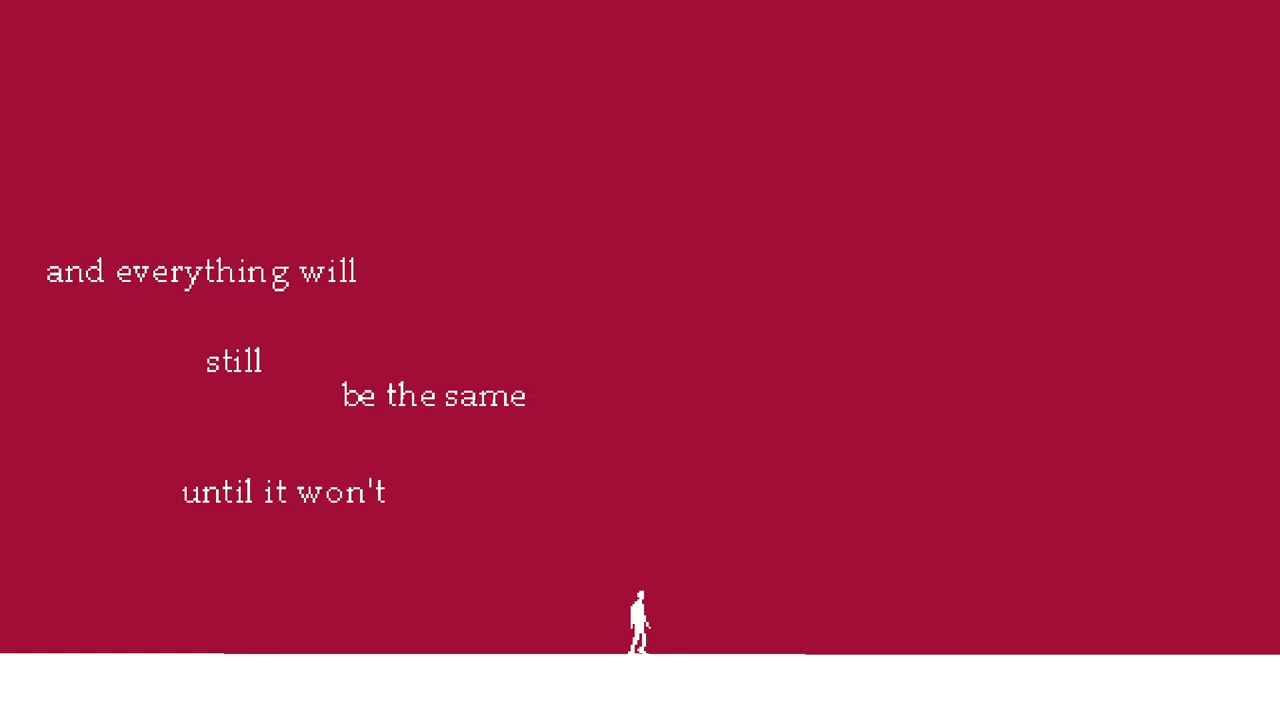 and everything will
still
be the same
until it won't